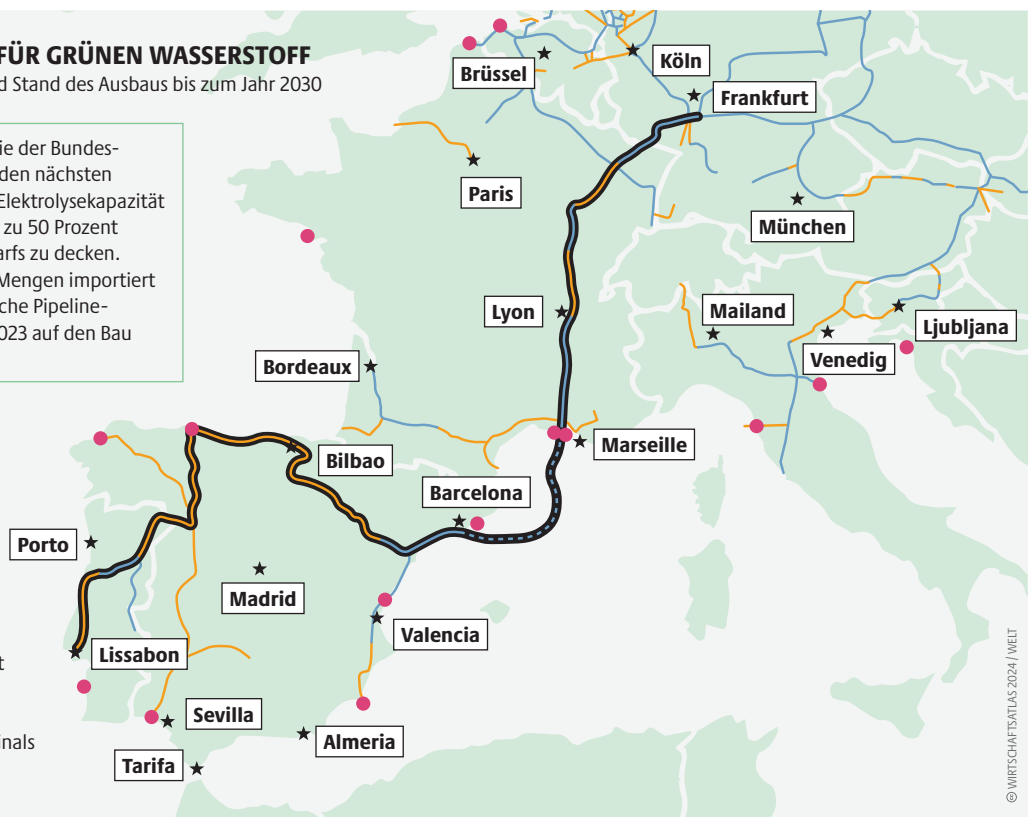 FÜR GRÜNEN WASSERSTOFF
d Stand des Ausbaus bis zum Jahr 2030
ie der Bundes-
den nächsten
Elektrolysekapazität
zu 50 Prozent
arfs zu decken.
Mengen importiert
che Pipeline-
023 auf den Bau
Brüssel
Köln
Frankfurt
Paris
München
Lyon
Mailand
Ljubljana
Venedig
Bordeaux
Bilbao
Marseille
Barcelona
Porto
Madrid
Valencia
Lissabon
t
Sevilla
Almeria
inals
Tarifa
© WIRTSCHAFTSATLAS 2024 / WELT